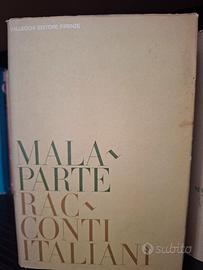 VALLECCHI EDITORE FIRENZE
MALA-
PARTE
RAC-
CONTI
ITALIANI
subito